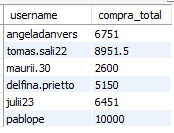 username compra_total
angeladanvers 6751
tomas.sali22 8951.5
maurii.30 2600
delfina.prietto 5150
julii23 6451
pablope 10000